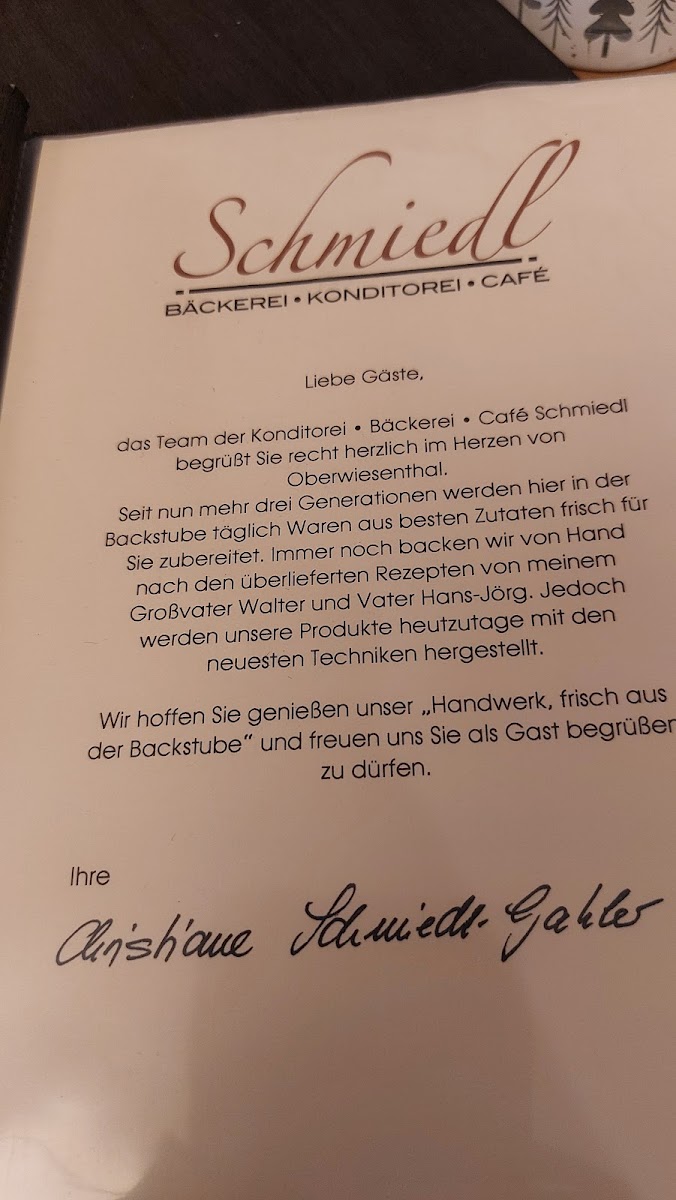 Schmiedl
BÄCKEREI • KONDITOREI • CAFÉ
Liebe Gäste,
das Team der Konditorei • Bäckerei • Café Schmiedl
begrüßt Sie recht herzlich im Herzen von
Oberwiesenthal.
Seit nun mehr drei Generationen werden hier in der
Backstube täglich Waren aus besten Zutaten frisch für
Sie zubereitet. Immer noch backen wir von Hand
nach den überlieferten Rezepten von meinem
Großvater Walter und Vater Hans-Jörg. Jedoch
werden unsere Produkte heutzutage mit den
neuesten Techniken hergestellt.
Wir hoffen Sie genießen unser „Handwerk, frisch aus
der Backstube“ und freuen uns Sie als Gast begrüßen
zu dürfen.
Ihre
Christiane Schmiedl-Gahler